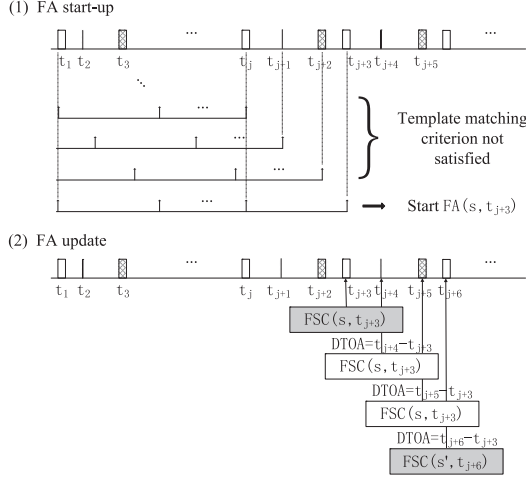 (1) FA start-up
...
...
t1 t2 t3 tj tj+1 tj+2 tj+3 tj+4 tj+5
...
...
...
...
Template matching
criterion not
satisfied
Start FA(s, tj+3)
(2) FA update
...
...
t1 t2 t3 tj tj+1 tj+2 tj+3 tj+4 tj+5 tj+6
FSC(s, tj+3)
DTOA=tj+4−tj+3
FSC(s, tj+3)
DTOA=tj+5−tj+3
FSC(s, tj+3)
DTOA=tj+6−tj+3
FSC(s', tj+6)